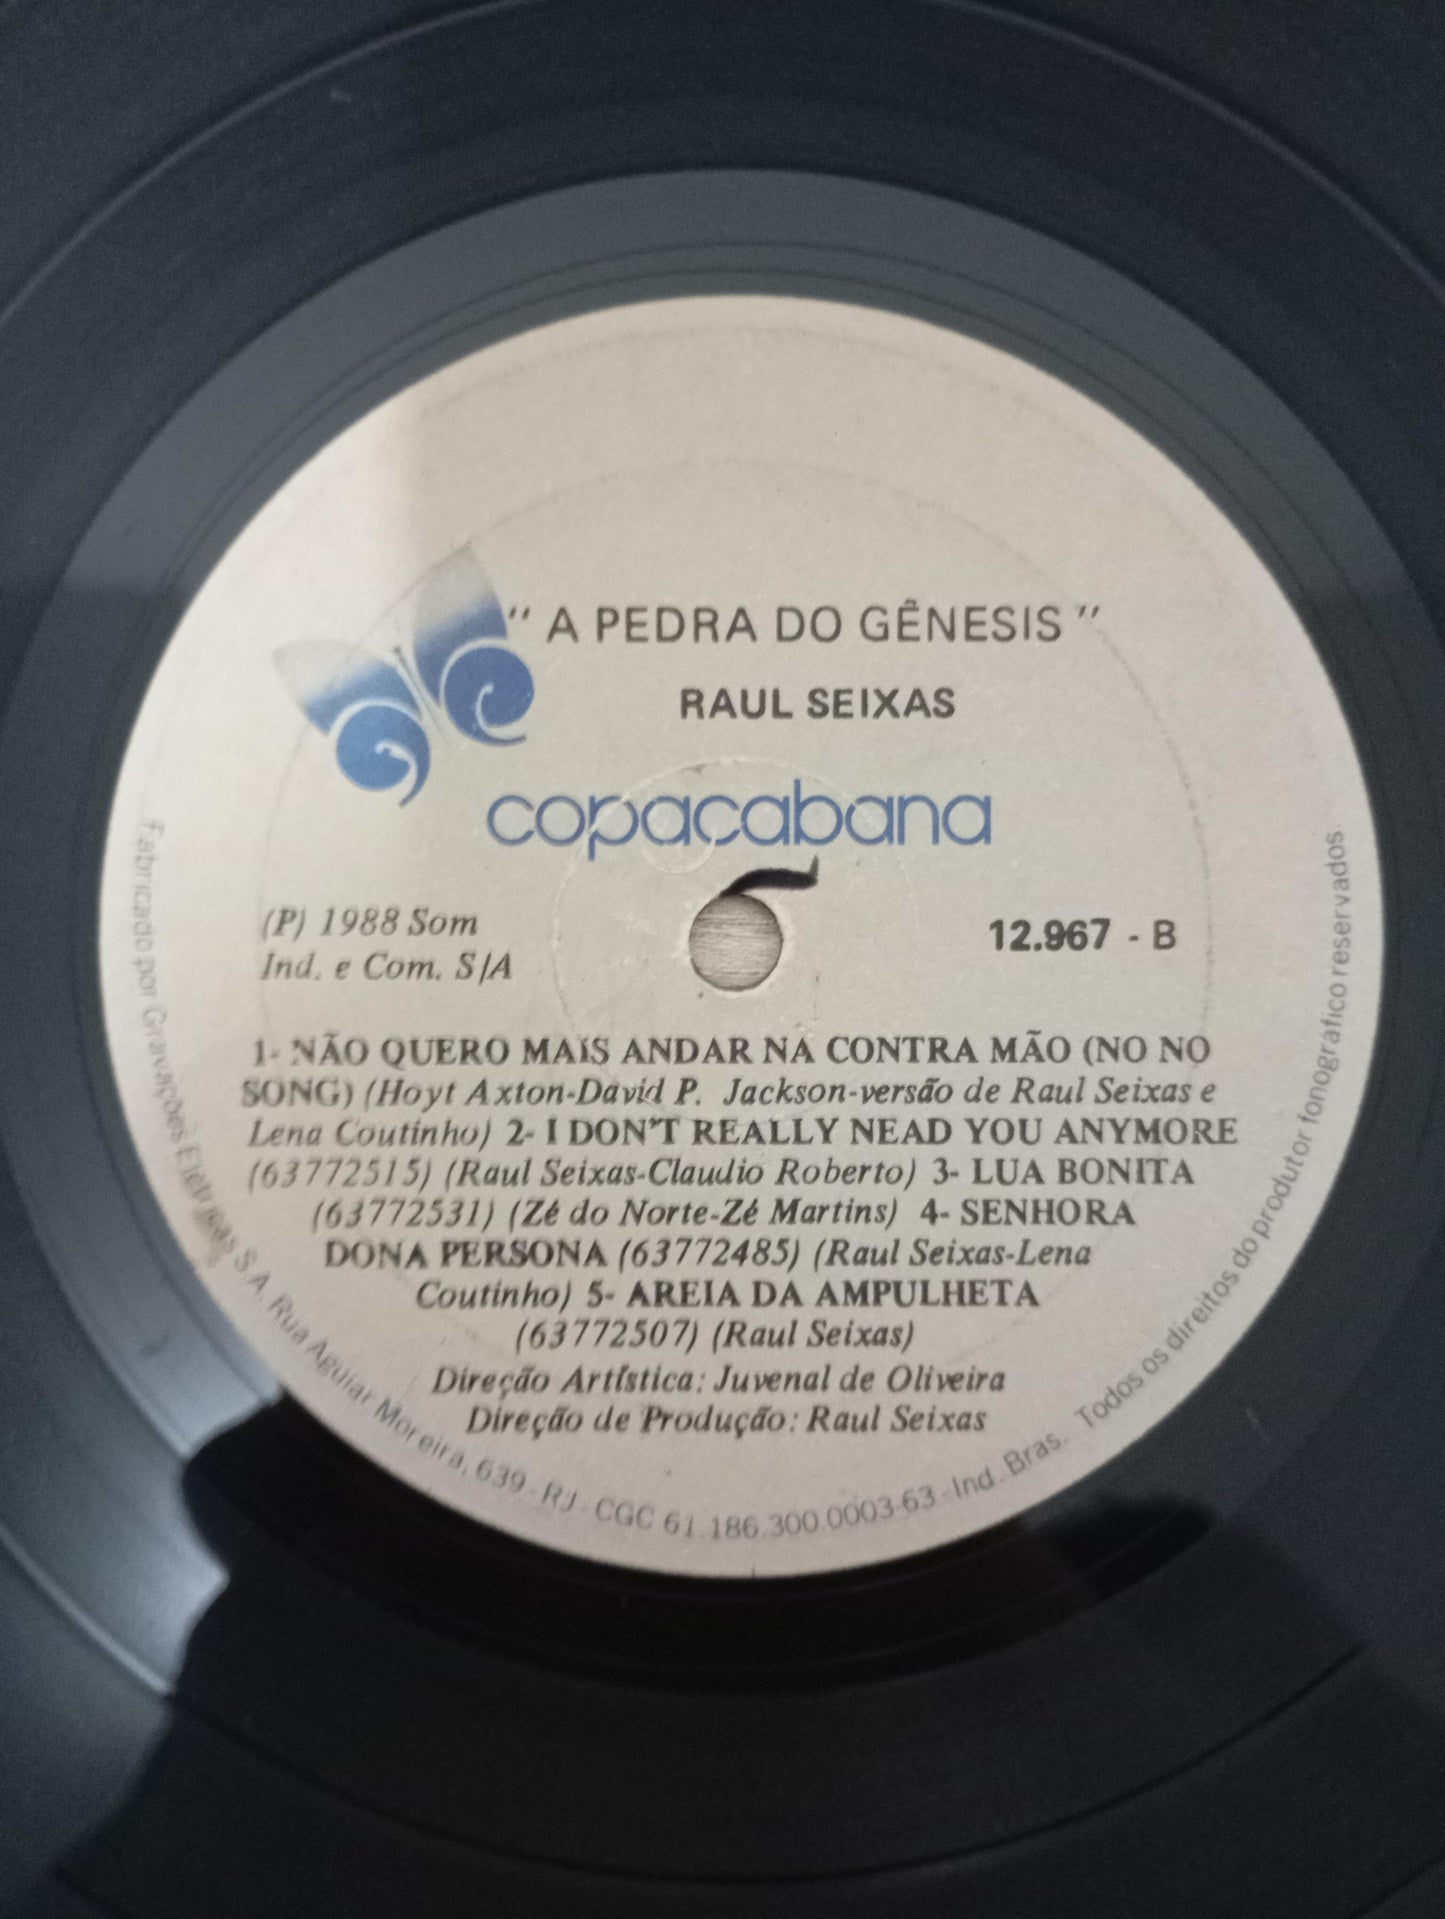 " A PEDRA DO GÊNESIS "
RAUL SEIXAS
copacabana
(P) 1988 Som
Ind. e Com. S/A
12.967 - B
1- NÃO QUERO MAIS ANDAR NA CONTRA MÃO (NO NO
SONG) (Hoyt Axton-David P. Jackson-versão de Raul Seixas e
Lena Coutinho) 2- I DON'T REALLY NEAD YOU ANYMORE
(63772515) (Raul Seixas-Claudio Roberto) 3- LUA BONITA
(63772531) (Zé do Norte-Zé Martins) 4- SENHORA
DONA PERSONA (63772485) (Raul Seixas-Lena
Coutinho) 5- AREIA DA AMPULHETA
(63772507) (Raul Seixas)
Direção Artística: Juvenal de Oliveira
Direção de Produção: Raul Seixas
Fabricado por Gravações Elétricas S.A. Rua Aguiar Moreira, 639 - RJ - CGC 61.186.300 0003-63 - Ind. Bras. Todos os direitos do produtor fonográfico reservados